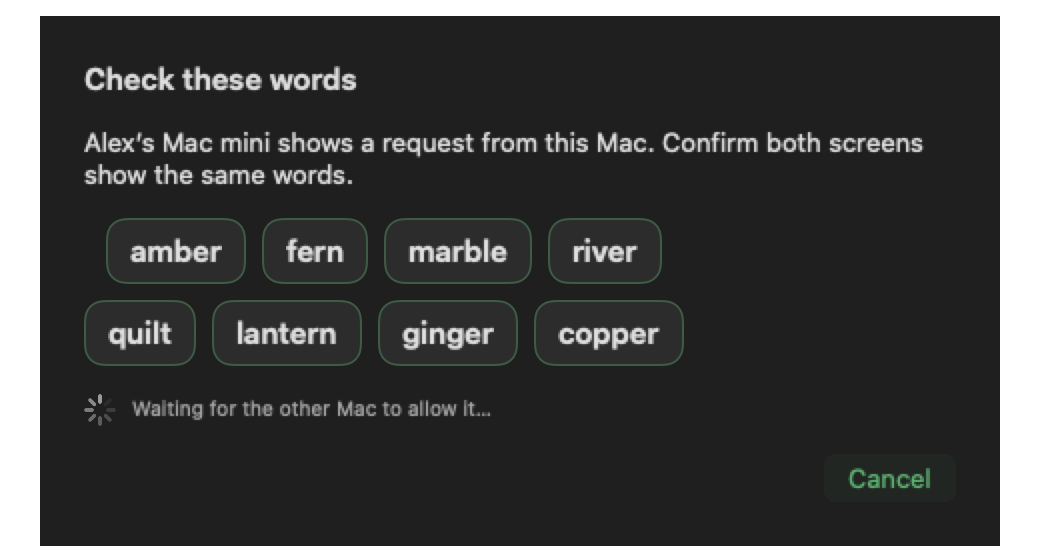 Check these words
Alex’s Mac mini shows a request from this Mac. Confirm both screens
show the same words.
amber fern marble river
quilt lantern ginger copper
Waiting for the other Mac to allow it…
Cancel